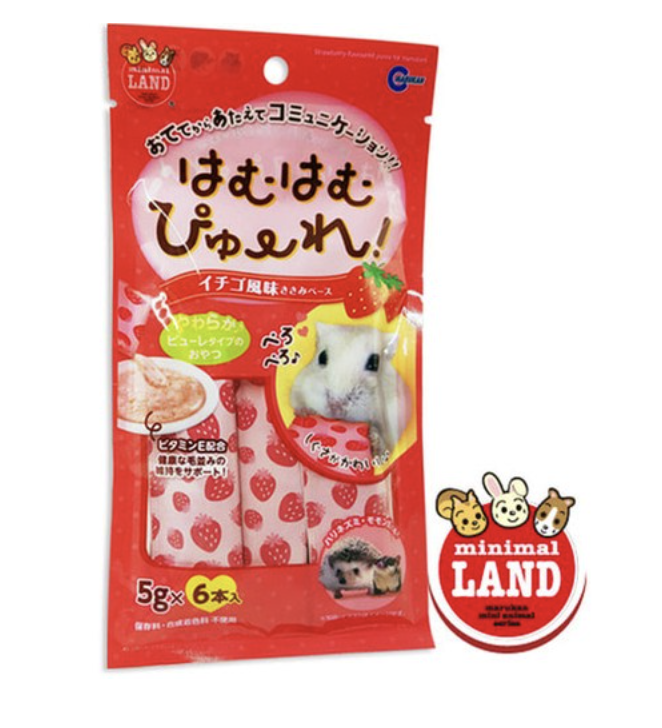 minimal
LAND
Strawberry flavoured puree for Hamster
MARUKAN
おててからあたえてコミュニケーション!!
はむはむ
ぴゅーれ!
イチゴ風味ささみベース
やわらか
ピューレタイプの
おやつ
ぺろ
ぺろ♪
しぐさがかわいい
ビタミンE配合
健康な毛並みの
維持をサポート!
ハリネズミ・モモンガ
5g×6本入
保存料・合成着色料 不使用
minimal
LAND
marukan
mini animal
series